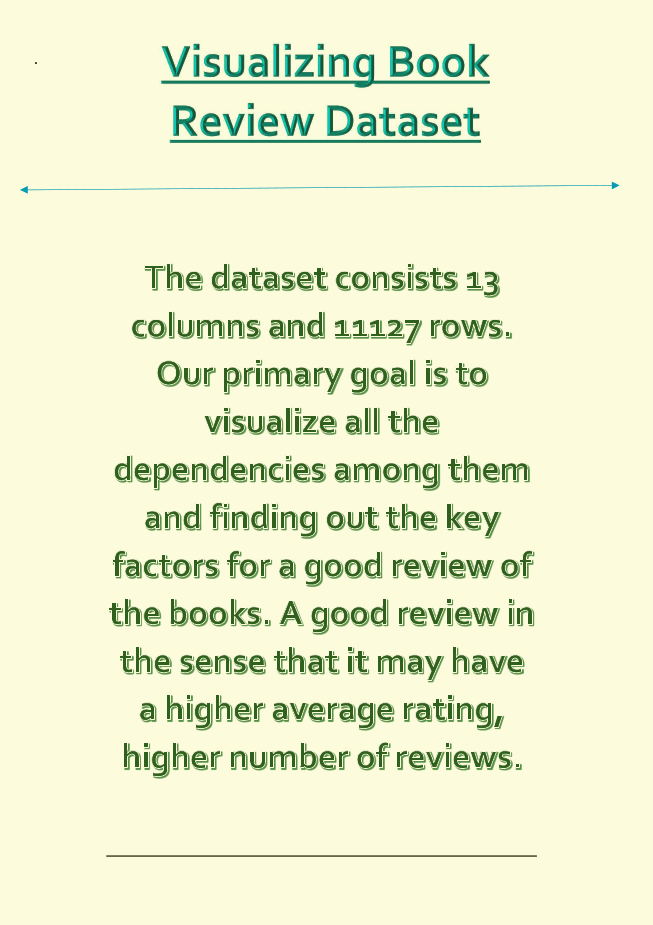 Visualizing Book
Review Dataset
The dataset consists 13
columns and 11127 rows.
Our primary goal is to
visualize all the
dependencies among them
and finding out the key
factors for a good review of
the books. A good review in
the sense that it may have
a higher average rating,
higher number of reviews.